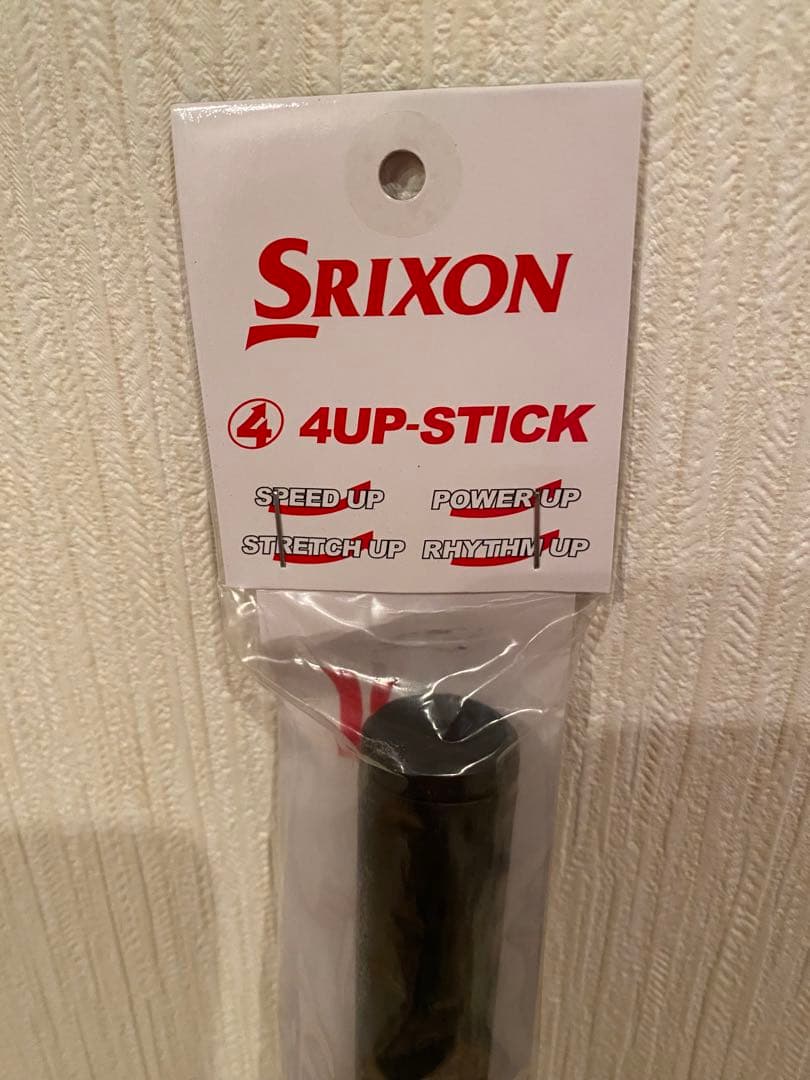 SRIXON
4 4UP-STICK
SPEED UP POWER UP
STRETCH UP RHYTHM UP